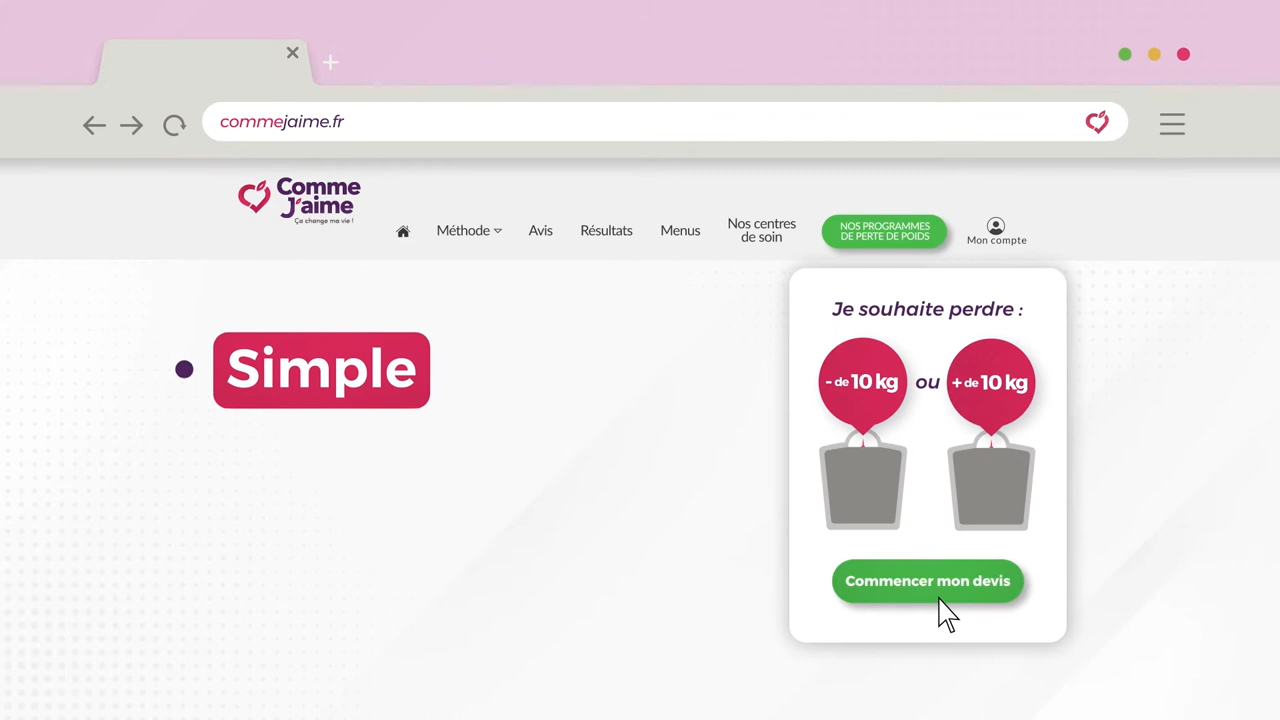 commejaime.fr
Comme
J'aime
Ça change ma vie !
Méthode
Avis
Résultats
Menus
Nos centres
de soin
NOS PROGRAMMES
DE PERTE DE POIDS
Mon compte
Je souhaite perdre :
Simple
- de 10 kg ou + de 10 kg
Commencer mon devis